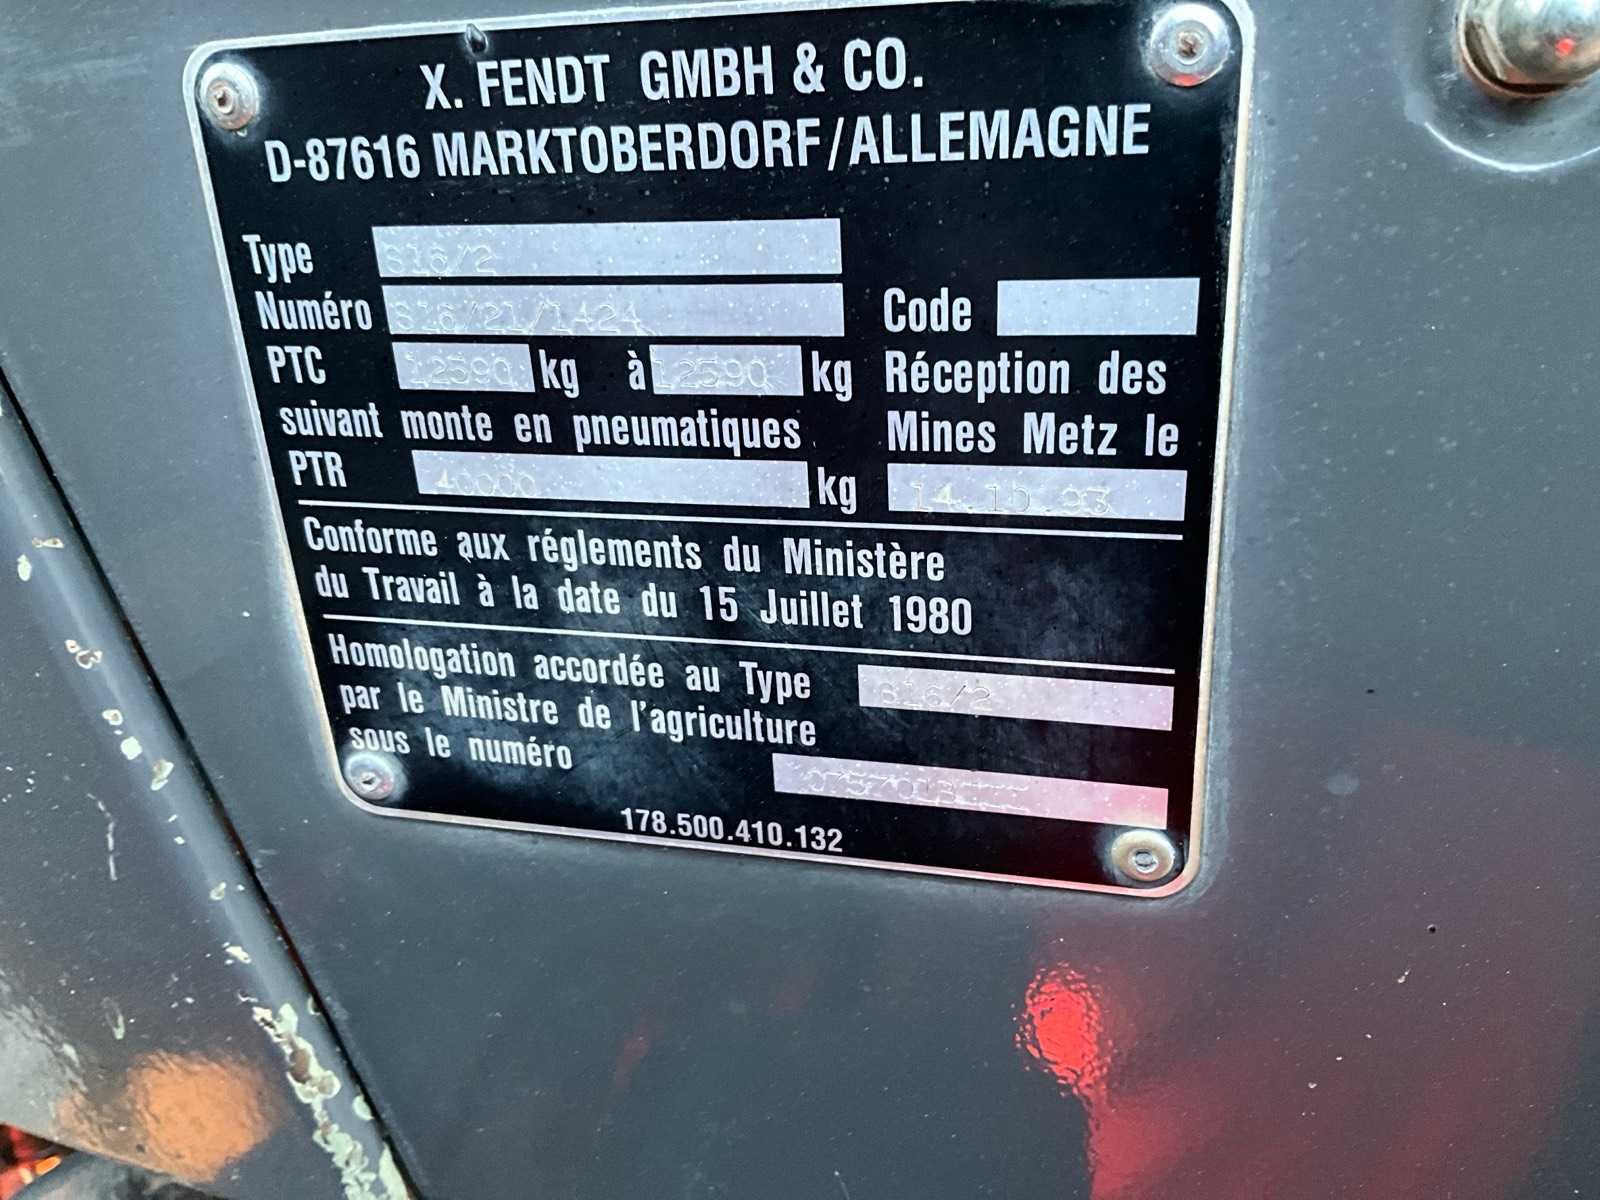 X. FENDT GMBH & CO.
D-87616 MARKTOBERDORF/ALLEMAGNE
Type 816/2
Numéro 816/21/1424
Code
PTC 12590 kg à 12590 kg
suivant monte en pneumatiques
PTR 40000 kg
Réception des
Mines Metz le
14.10.93
Conforme aux réglements du Ministère
du Travail à la date du 15 Juillet 1980
Homologation accordée au Type 816/2
par le Ministre de l'agriculture
sous le numéro
178.500.410.132